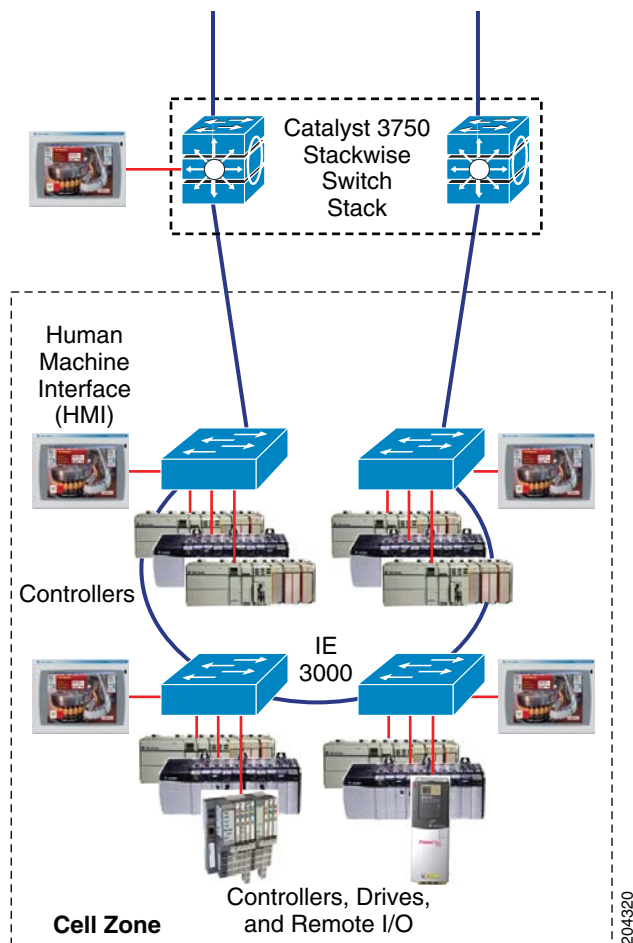 Catalyst 3750
Stackwise
Switch
Stack
Human
Machine
Interface
(HMI)
Controllers
IE
3000
Controllers, Drives,
and Remote I/O
Cell Zone
204320